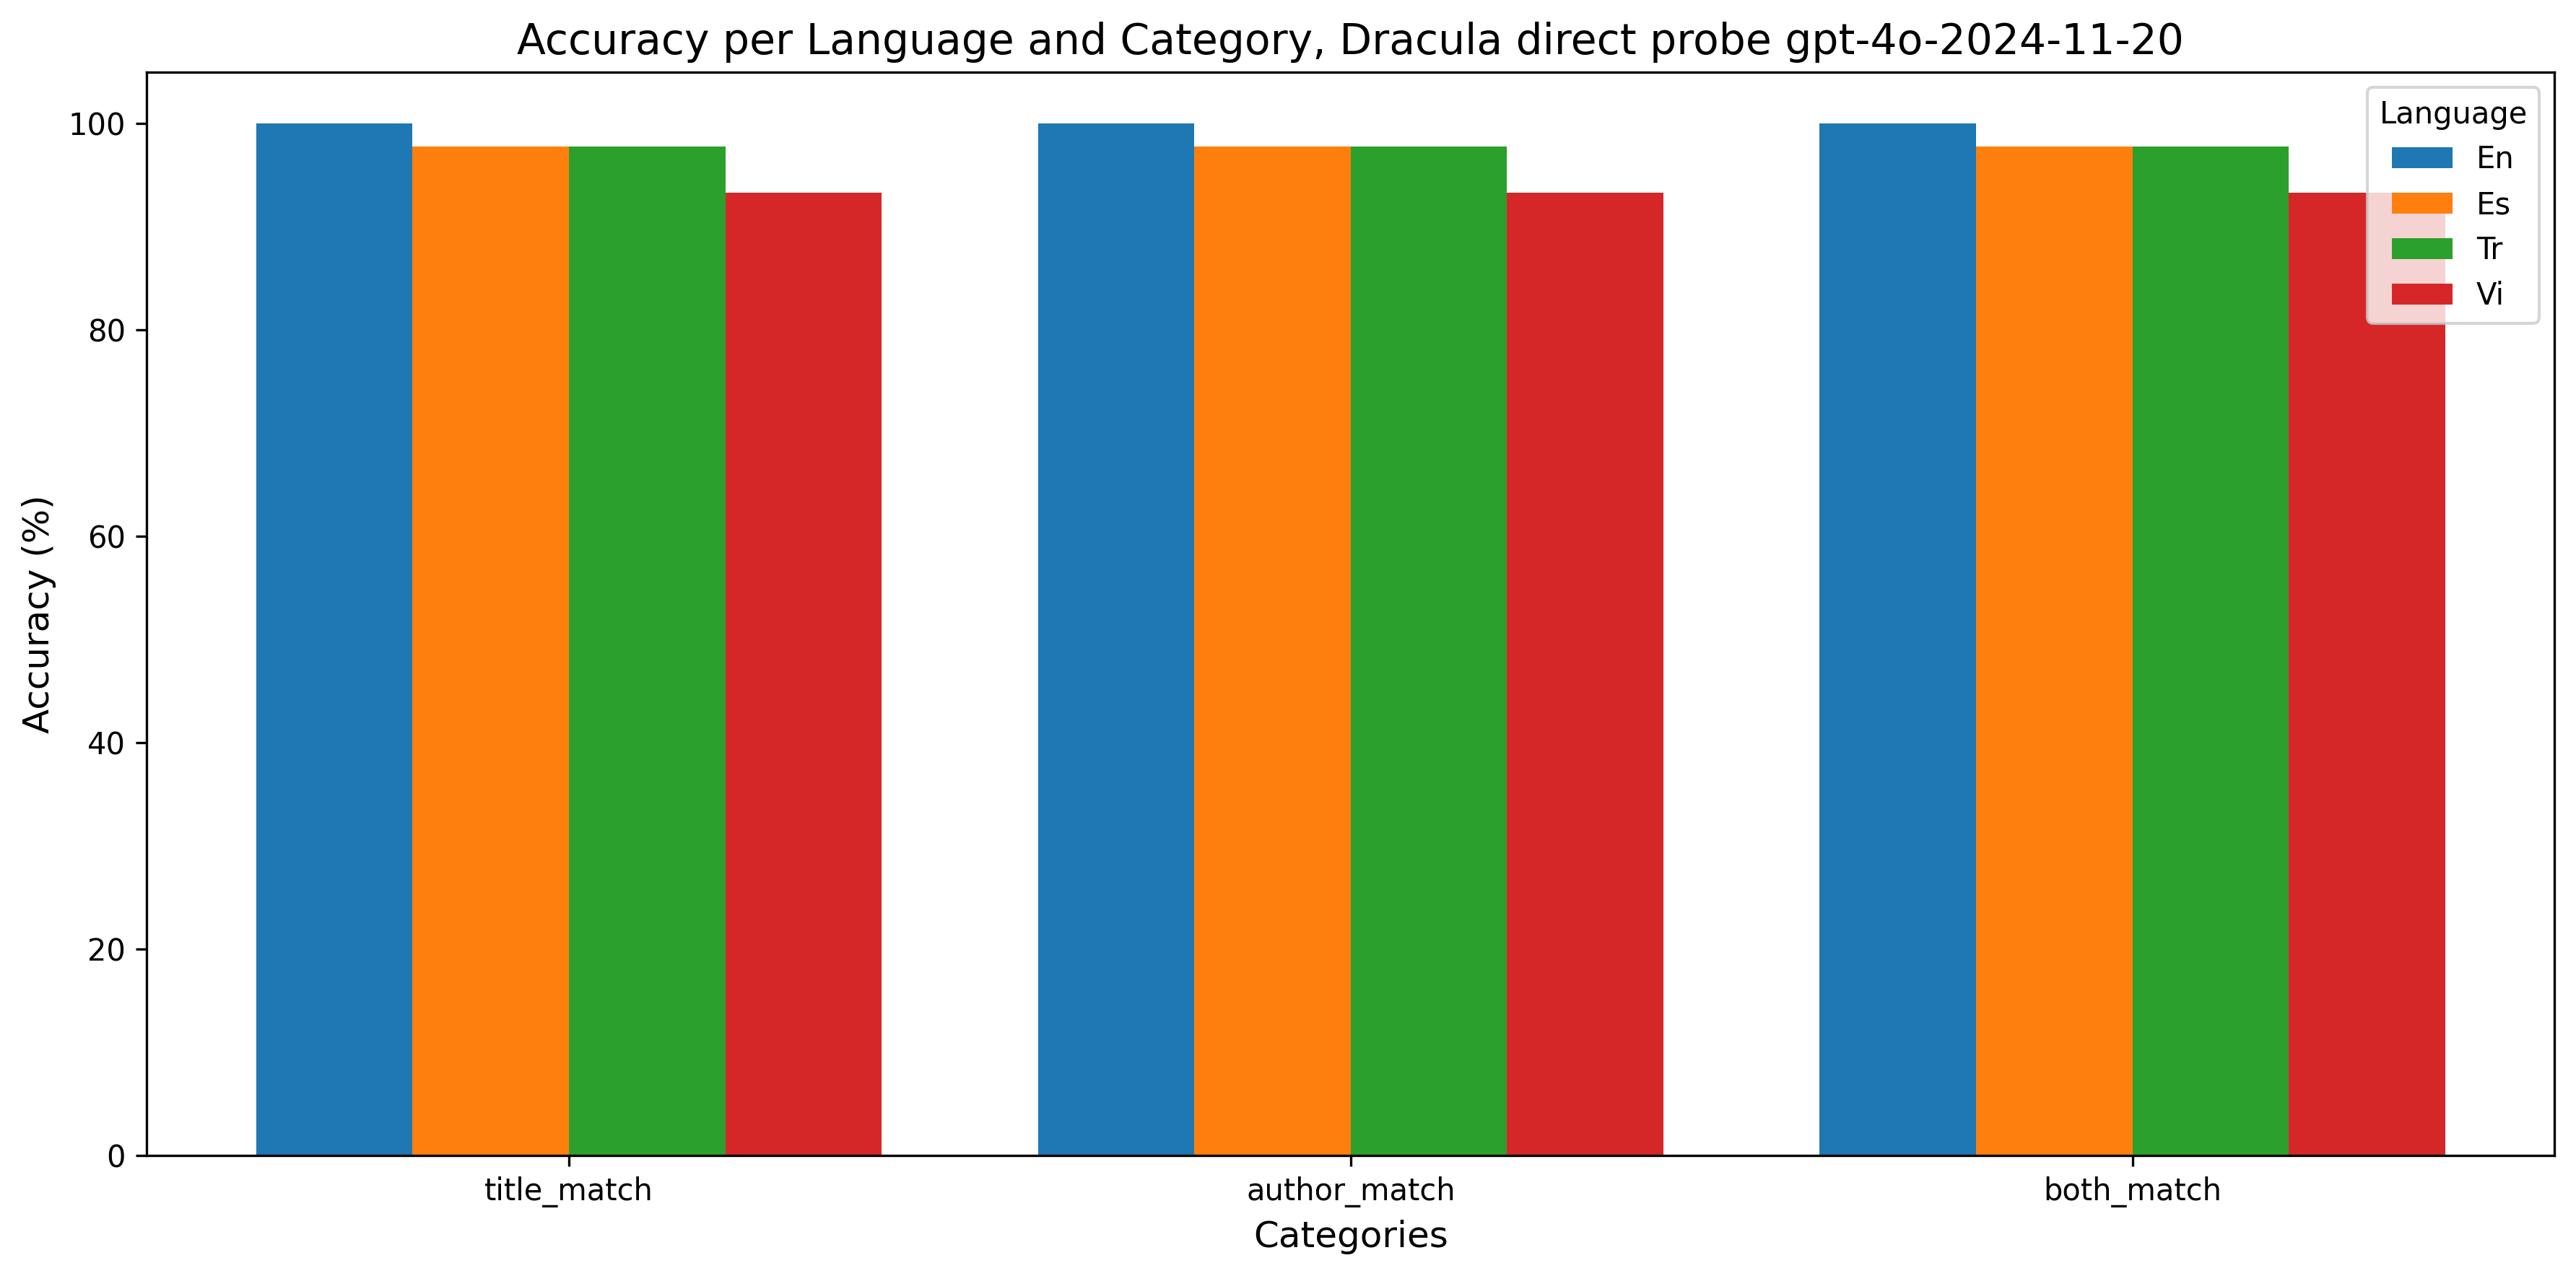 Accuracy per Language and Category, Dracula direct probe gpt-4o-2024-11-20
Language
En
Es
Tr
Vi
Accuracy (%)
100
80
60
40
20
0
title_match
author_match
both_match
Categories